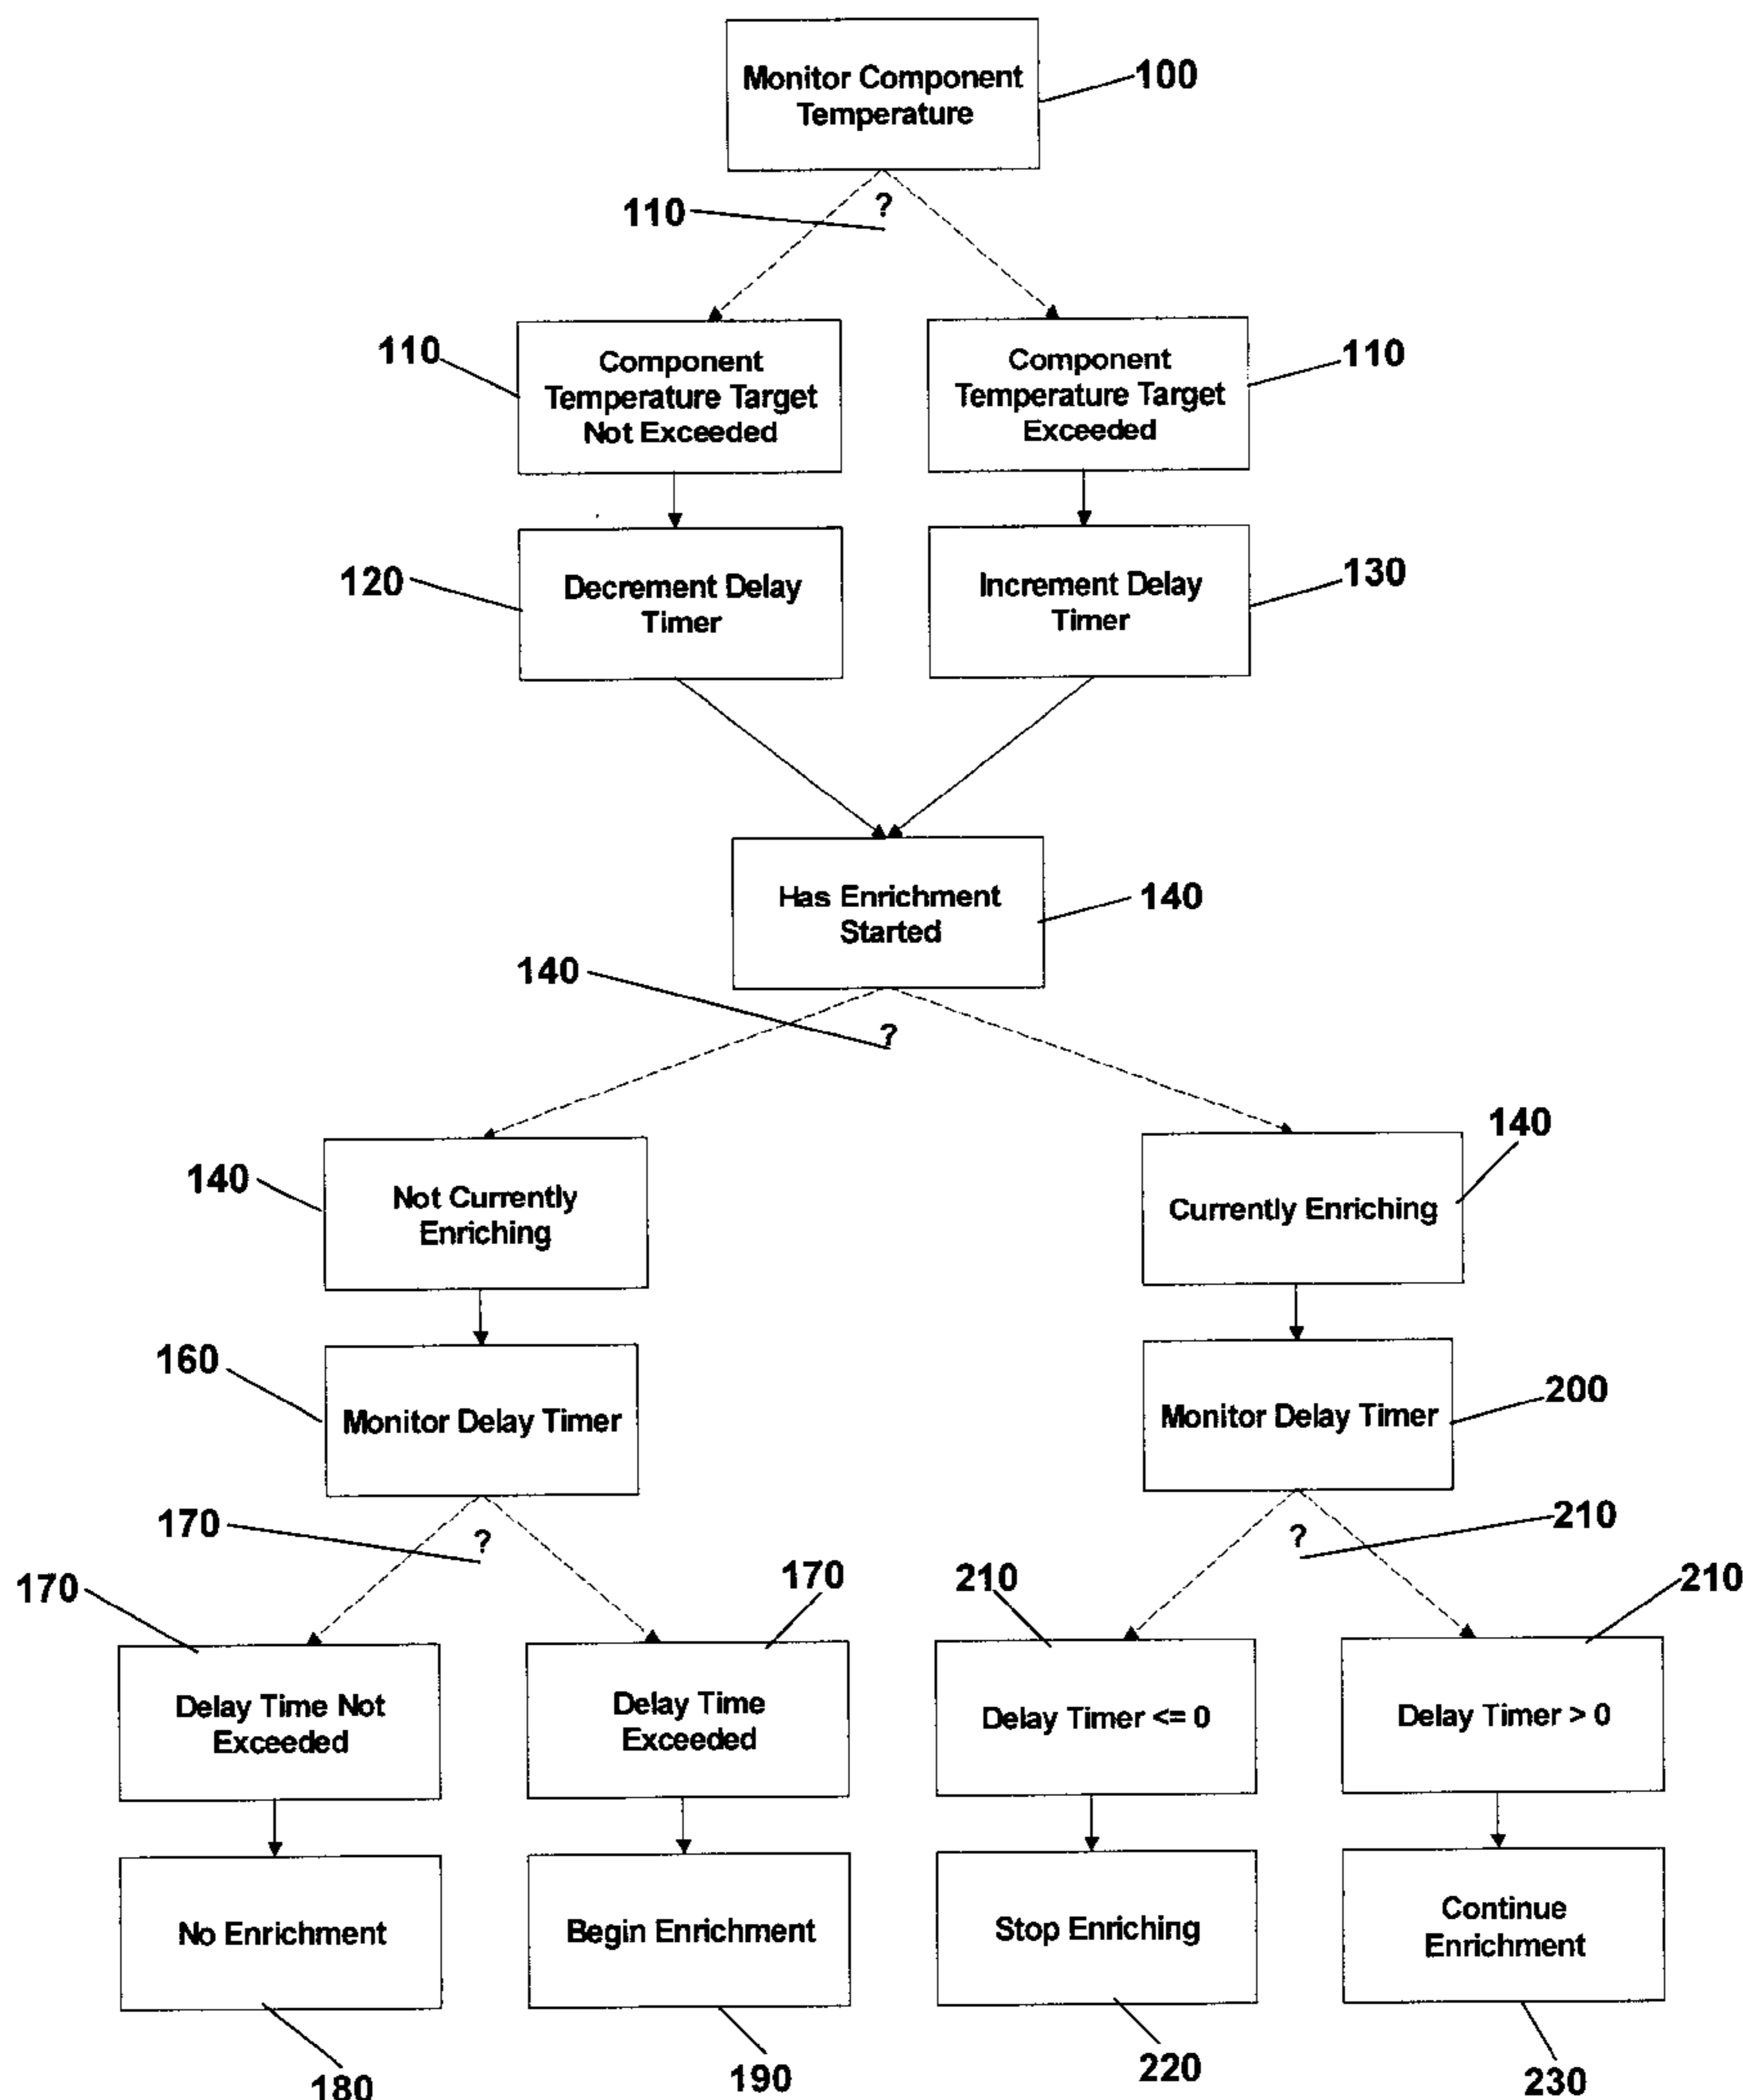 Monitor Component
Temperature
100
110
?
110
Component
Temperature Target
Not Exceeded
Component
Temperature Target
Exceeded
110
120
Decrement Delay
Timer
Increment Delay
Timer
130
Has Enrichment
Started
140
140
?
140
Not Currently
Enriching
Currently Enriching
140
160
Monitor Delay Timer
Monitor Delay Timer
200
170
?
?
210
170
170
210
210
Delay Time Not
Exceeded
Delay Time
Exceeded
Delay Timer <= 0
Delay Timer > 0
No Enrichment
Begin Enrichment
Stop Enriching
Continue
Enrichment
180
190
220
230